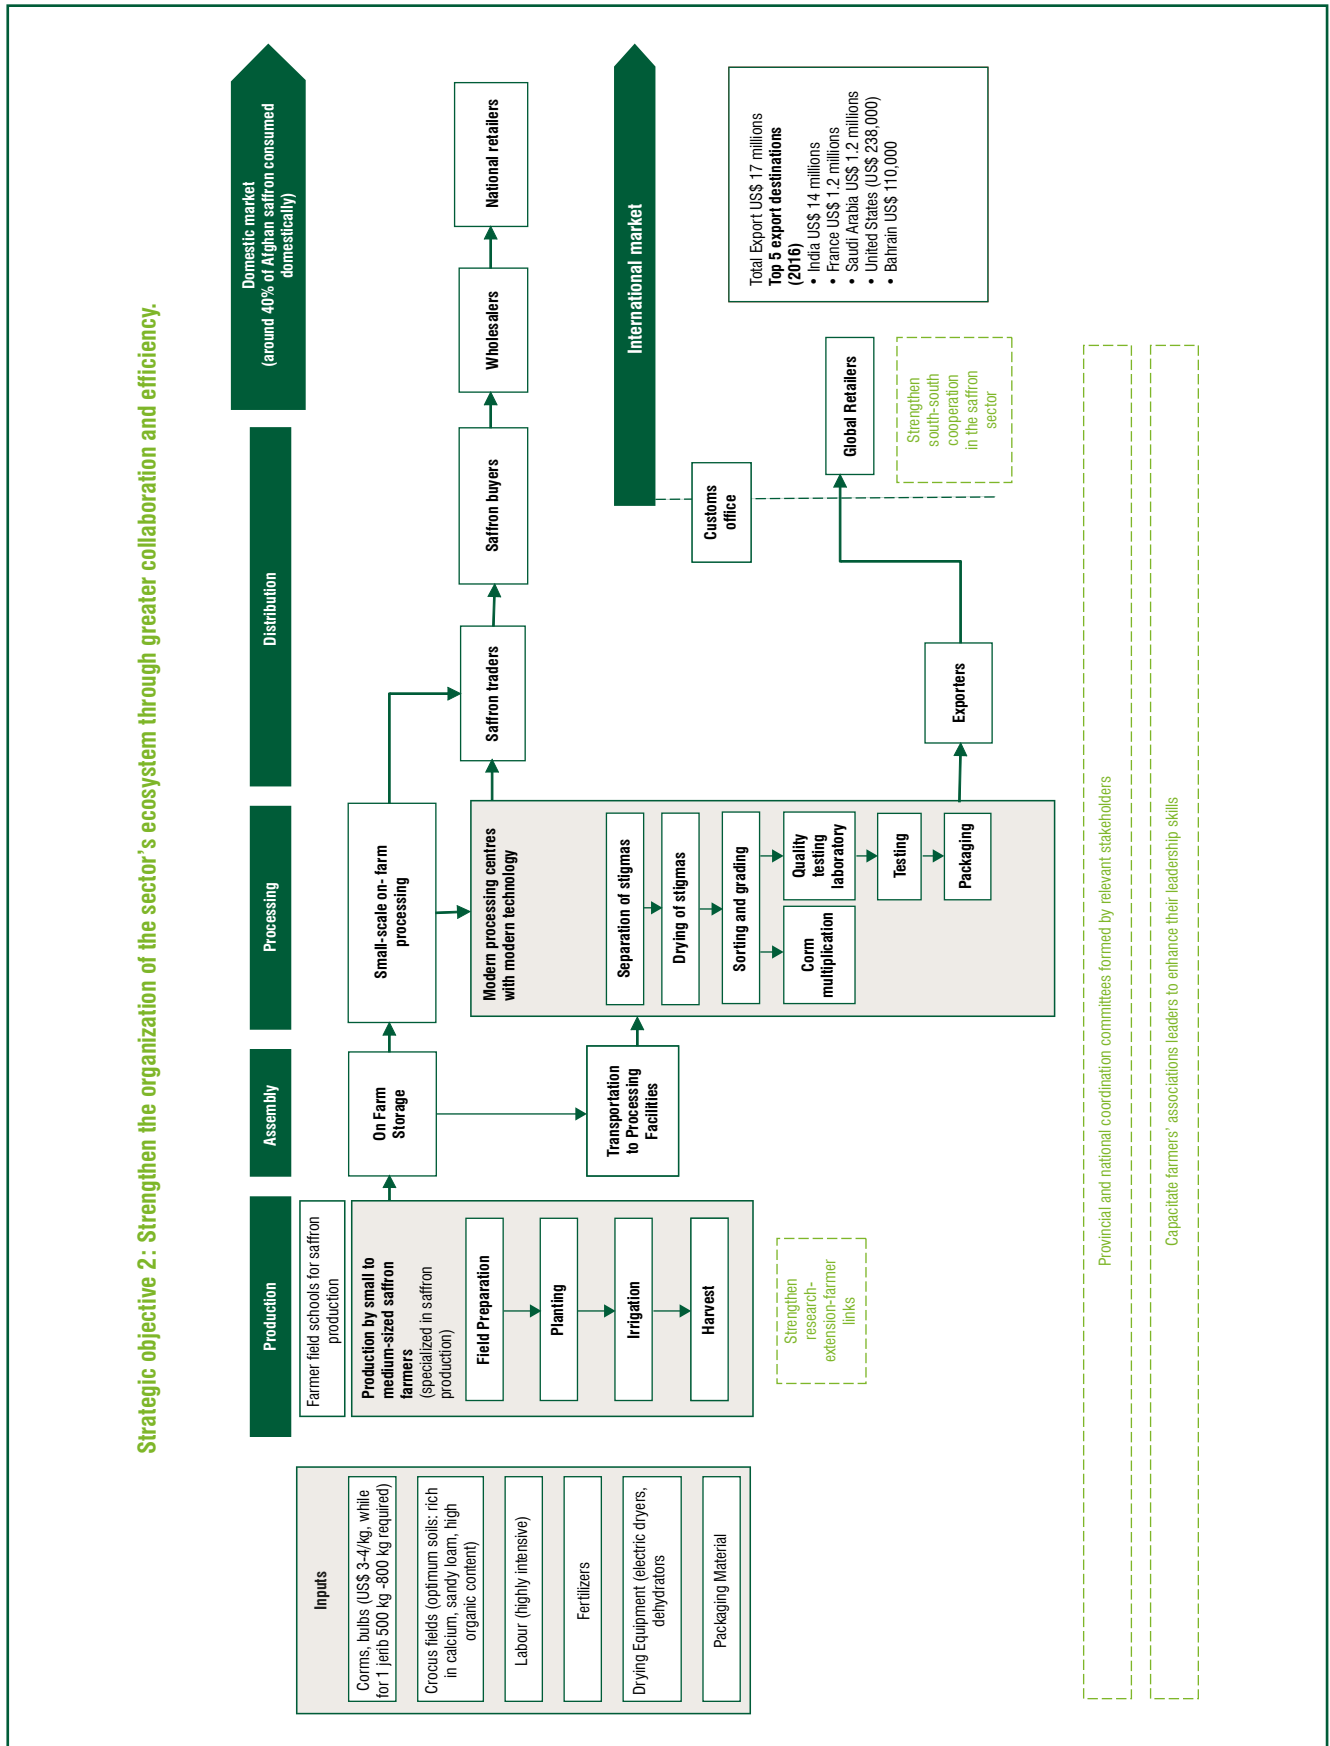 Strategic objective 2: Strengthen the organization of the sector's ecosystem through greater collaboration and efficiency.
Inputs
Corms, bulbs (US$ 3-4/kg, while
for 1 jerib 500 kg -800 kg required)
Crocus fields (optimum soils: rich
in calcium, sandy loam, high
organic content)
Labour (highly intensive)
Fertilizers
Drying Equipment (electric dryers,
dehydrators
Packaging Material
Production
Farmer field schools for saffron
production
Production by small to
medium-sized saffron
farmers
(specialized in saffron
production)
Field Preparation
Planting
Irrigation
Harvest
Strengthen
research-
extension-farmer
links
Assembly
On Farm
Storage
Transportation
to Processing
Facilities
Processing
Small-scale on- farm
processing
Modern processing centres
with modern technology
Separation of stigmas
Drying of stigmas
Sorting and grading
Corm
multiplication
Quality
testing
laboratory
Testing
Packaging
Distribution
Saffron traders
Saffron buyers
Exporters
Customs
office
Domestic market
(around 40% of Afghan saffron consumed
domestically)
Wholesalers
National retailers
International market
Global Retailers
Strengthen
south-south
cooperation
in the saffron
sector
Total Export US$ 17 millions
Top 5 export destinations
(2016)
• India US$ 14 millions
• France US$ 1.2 millions
• Saudi Arabia US$ 1.2 millions
• United States (US$ 238,000)
• Bahrain US$ 110,000
Provincial and national coordination committees formed by relevant stakeholders
Capacitate farmers' associations leaders to enhance their leadership skills